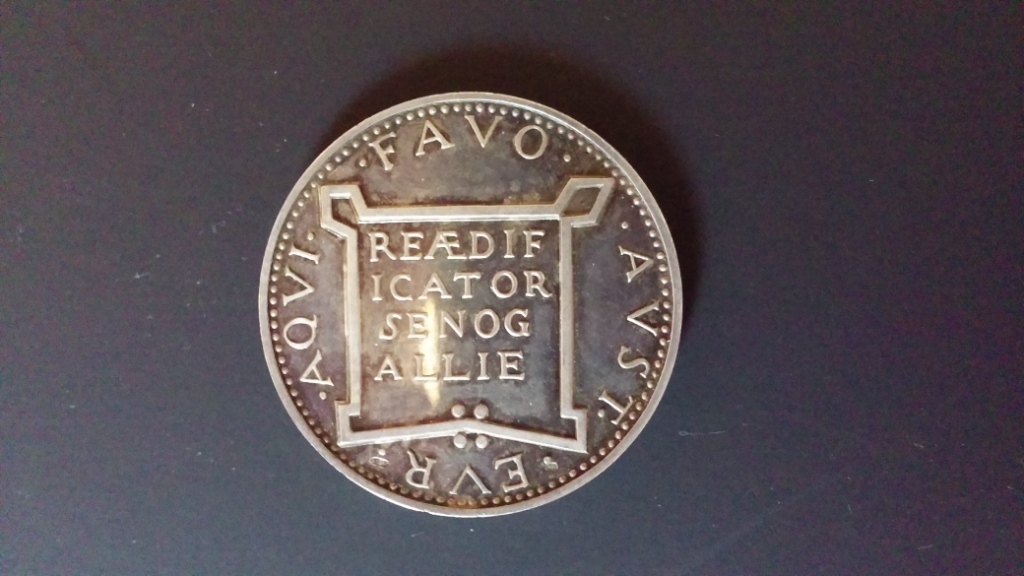 ·FAVO·
·AVST·
·EVR·
·AQVI·
REÆDIF
ICATOR
SENOG
ALLIE